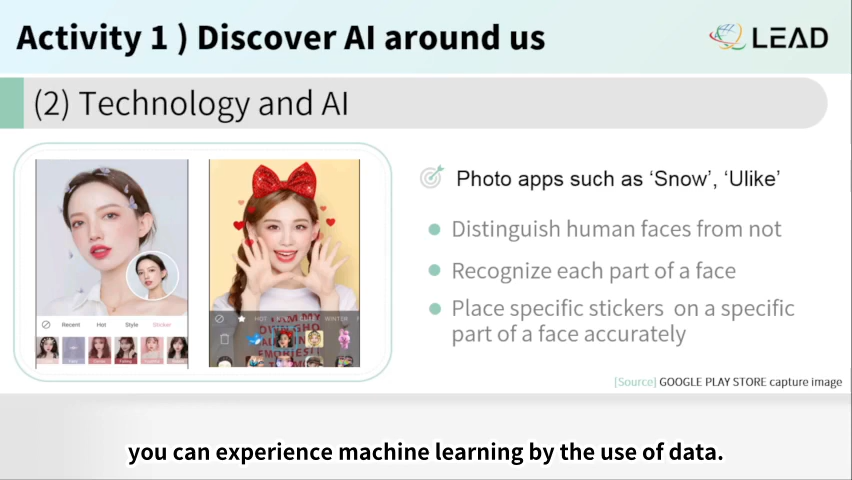 Activity 1 ) Discover AI around us
LEAD
(2) Technology and AI
Photo apps such as ‘Snow’, ‘Ulike’
Distinguish human faces from not
Recognize each part of a face
Place specific stickers on a specific
part of a face accurately
Recent Hot Style Sticker
HOT WINTER
I AM MY
[Source] GOOGLE PLAY STORE capture image
you can experience machine learning by the use of data.